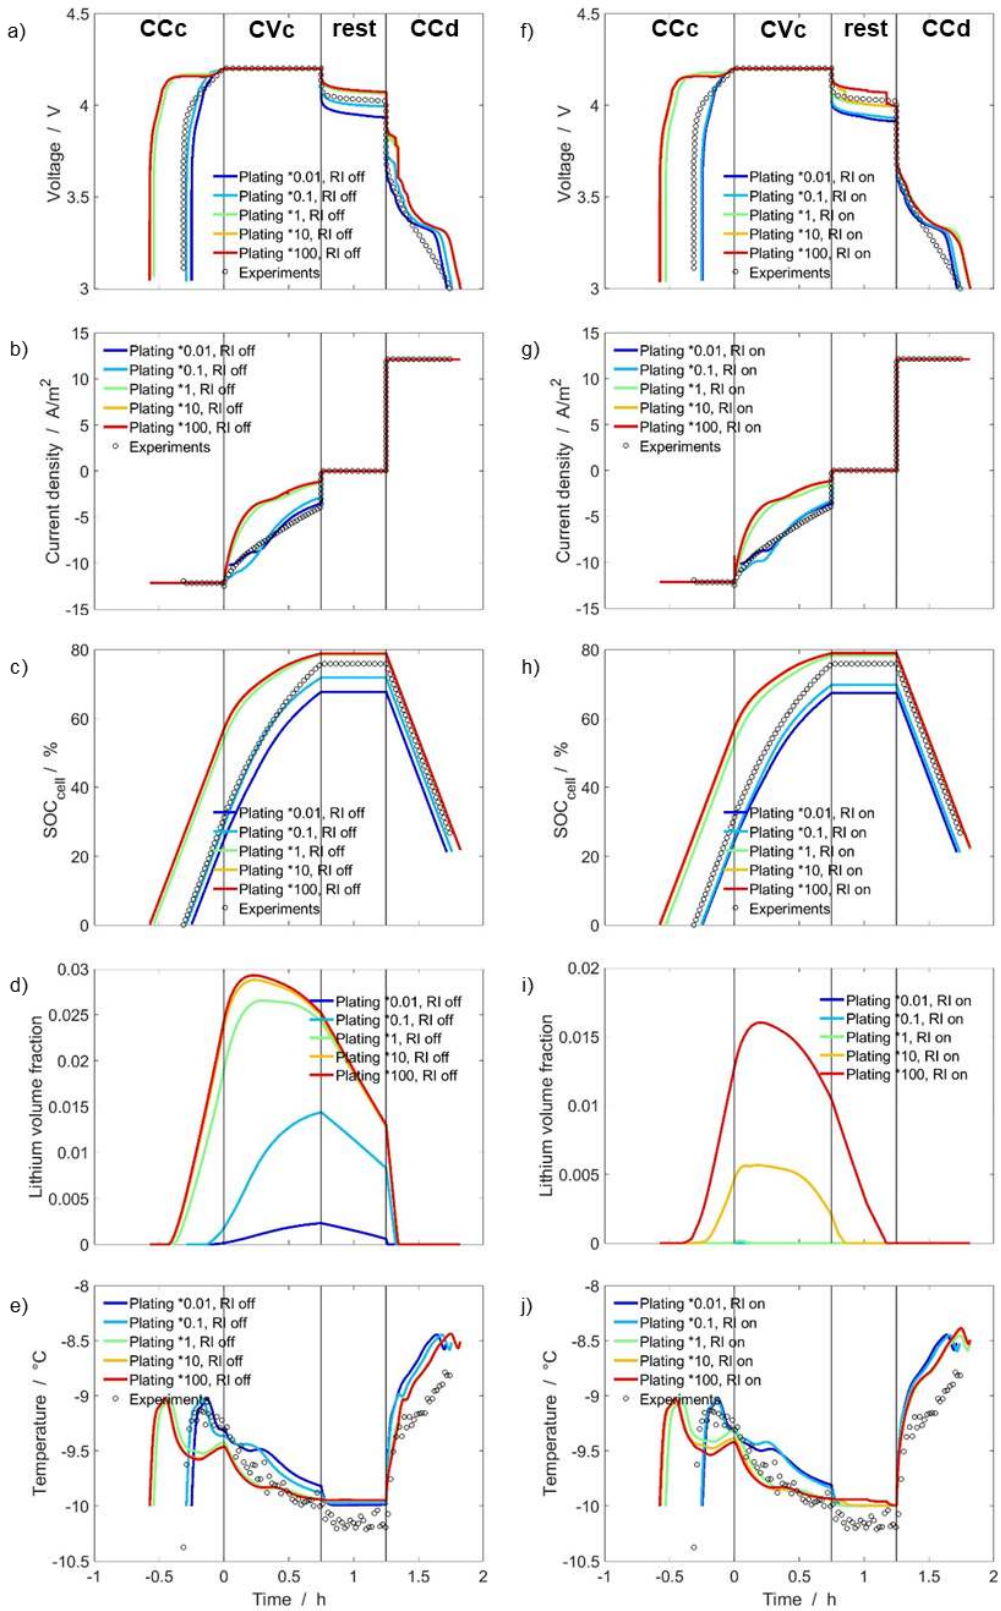 a)
CCc CVc rest CCd
4.5
4
3.5
3
Voltage / V
Plating *0.01, RI off
Plating *0.1, RI off
Plating *1, RI off
Plating *10, RI off
Plating *100, RI off
Experiments
b)
15
10
5
0
-5
-10
-15
Current density / A/m²
Plating *0.01, RI off
Plating *0.1, RI off
Plating *1, RI off
Plating *10, RI off
Plating *100, RI off
Experiments
c)
80
60
40
20
0
SOCcell / %
Plating *0.01, RI off
Plating *0.1, RI off
Plating *1, RI off
Plating *10, RI off
Plating *100, RI off
Experiments
d)
0.03
0.025
0.02
0.015
0.01
0.005
0
Lithium volume fraction
Plating *0.01, RI off
Plating *0.1, RI off
Plating *1, RI off
Plating *10, RI off
Plating *100, RI off
e)
-8
-8.5
-9
-9.5
-10
-10.5
Temperature / °C
Plating *0.01, RI off
Plating *0.1, RI off
Plating *1, RI off
Plating *10, RI off
Plating *100, RI off
Experiments
-1 -0.5 0 0.5 1 1.5 2
Time / h
f)
CCc CVc rest CCd
4.5
4
3.5
3
Voltage / V
Plating *0.01, RI on
Plating *0.1, RI on
Plating *1, RI on
Plating *10, RI on
Plating *100, RI on
Experiments
g)
15
10
5
0
-5
-10
-15
Current density / A/m²
Plating *0.01, RI on
Plating *0.1, RI on
Plating *1, RI on
Plating *10, RI on
Plating *100, RI on
Experiments
h)
80
60
40
20
0
SOCcell / %
Plating *0.01, RI on
Plating *0.1, RI on
Plating *1, RI on
Plating *10, RI on
Plating *100, RI on
Experiments
i)
0.02
0.015
0.01
0.005
0
Lithium volume fraction
Plating *0.01, RI on
Plating *0.1, RI on
Plating *1, RI on
Plating *10, RI on
Plating *100, RI on
j)
-8
-8.5
-9
-9.5
-10
-10.5
Temperature / °C
Plating *0.01, RI on
Plating *0.1, RI on
Plating *1, RI on
Plating *10, RI on
Plating *100, RI on
Experiments
-1 -0.5 0 0.5 1 1.5 2
Time / h